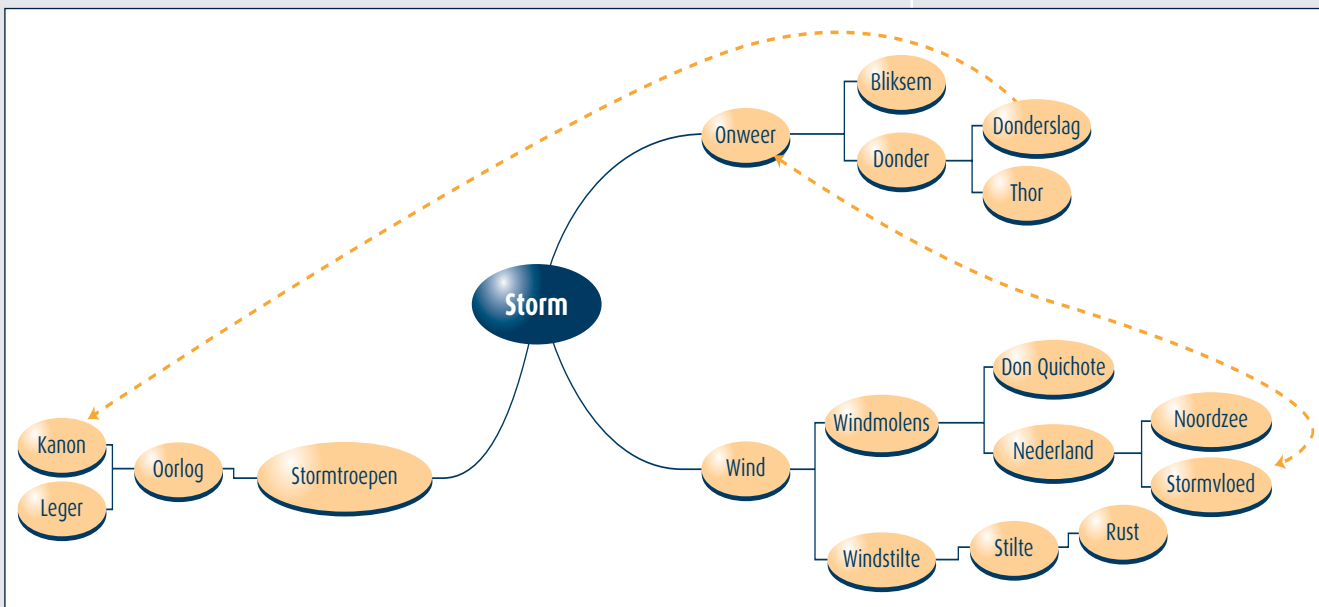 Bliksem
Onweer
Donder
Donderslag
Thor
Storm
Don Quichote
Windmolens
Nederland
Noordzee
Stormvloed
Wind
Windstilte
Stilte
Rust
Kanon
Leger
Oorlog
Stormtroepen